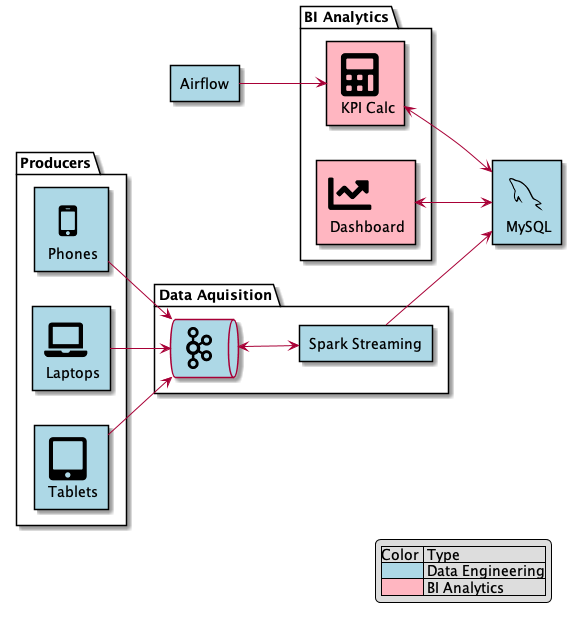 BI Analytics
Airflow
KPI Calc
Producers
Dashboard
MySQL
Phones
Data Aquisition
Spark Streaming
Laptops
Tablets
Color Type
Data Engineering
BI Analytics